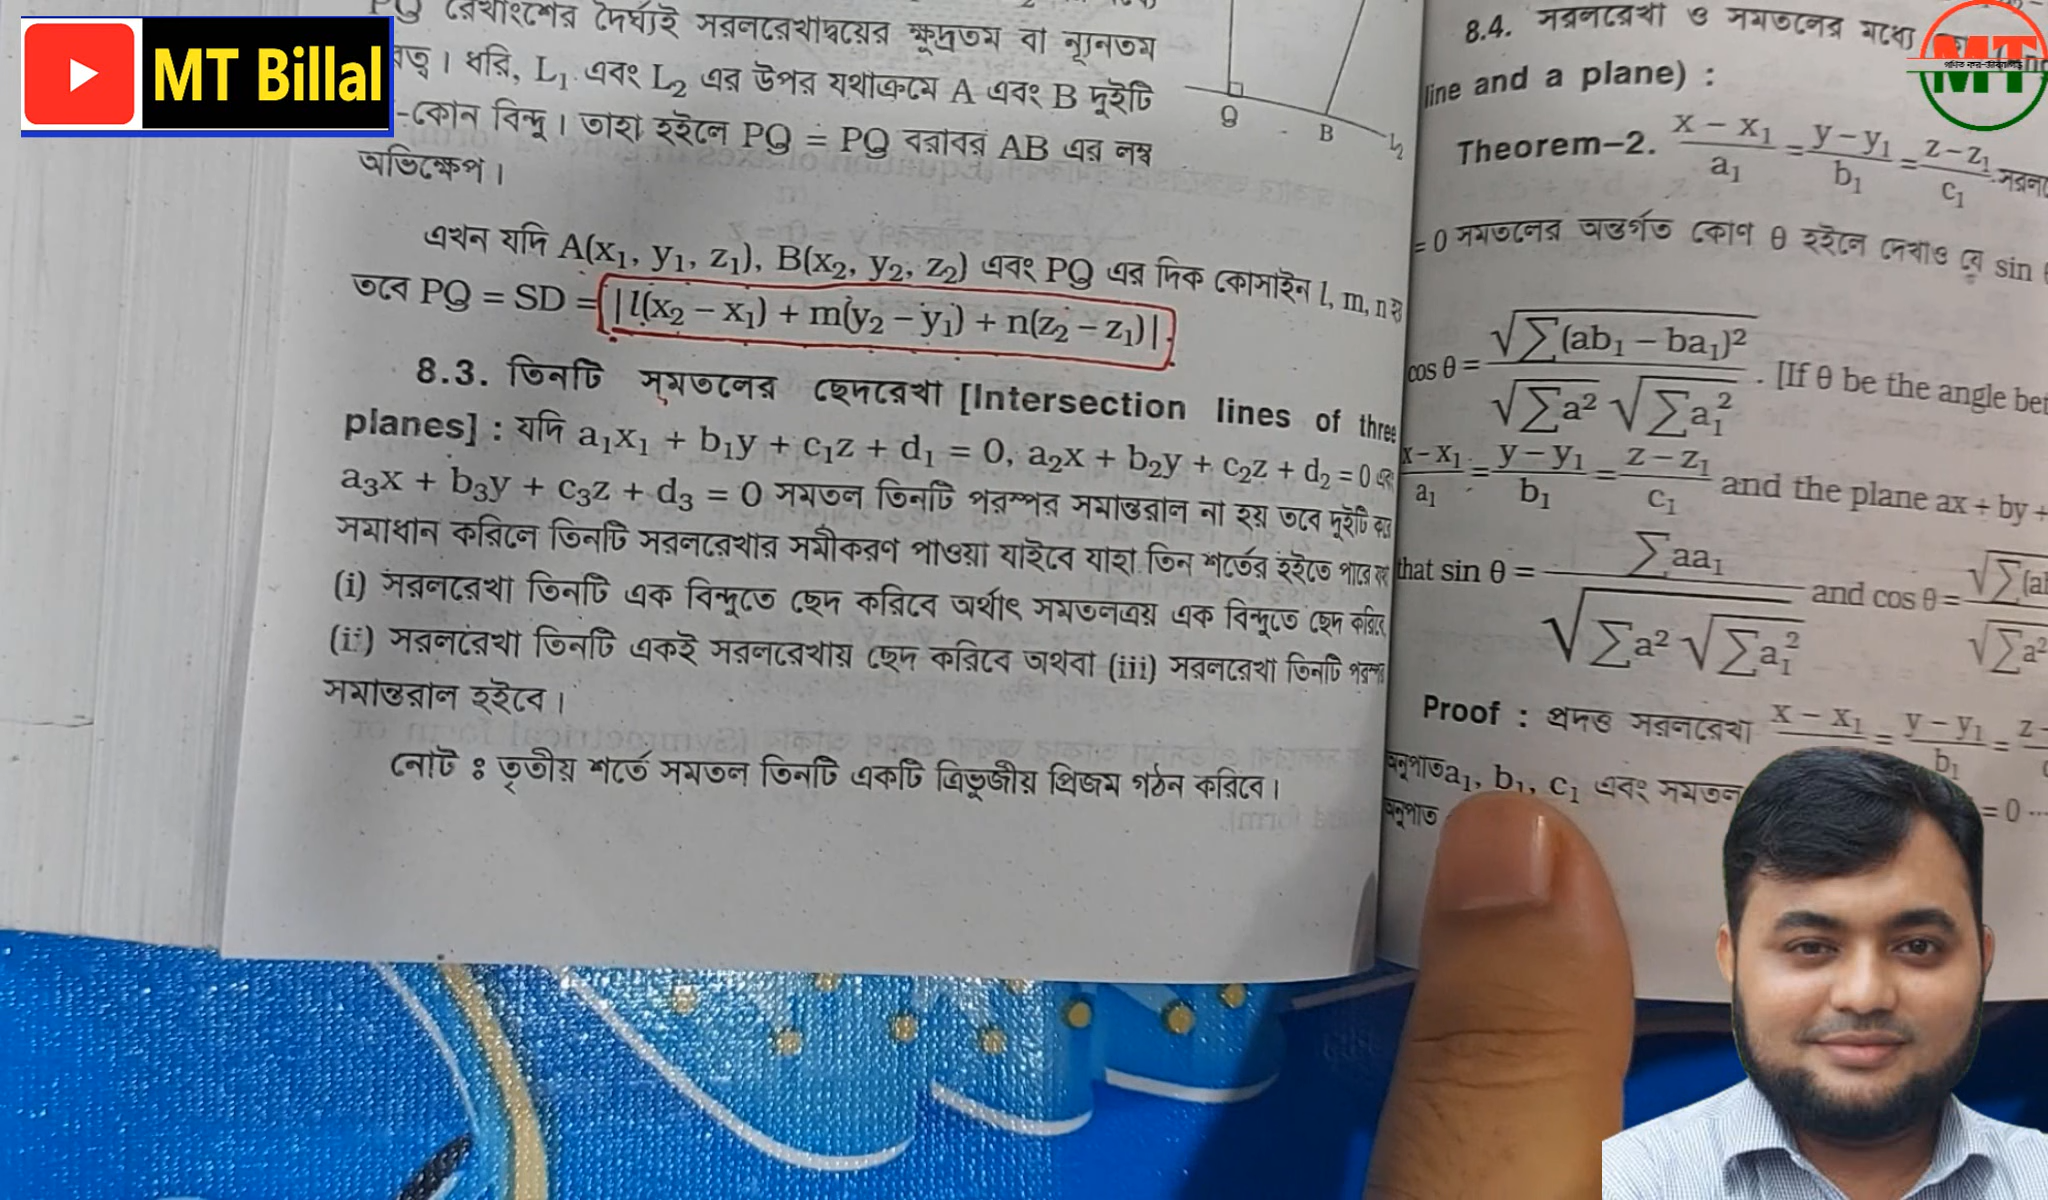 MT Billal
PQ রেখাংশের দৈর্ঘ্যই সরলরেখাদ্বয়ের ক্ষুদ্রতম বা ন্যূনতম
ধরি, L₁ এবং L₂ এর উপর যথাক্রমে A এবং B দুইটি
-কোন বিন্দু। তাহা হইলে PQ = PQ বরাবর AB এর লম্ব
অভিক্ষেপ।
Q B L₂
এখন যদি A(x₁, y₁, z₁), B(x₂, y₂, z₂) এবং PQ এর দিক কোসাইন l, m, n
তবে PQ = SD = |l(x₂ − x₁) + m(y₂ − y₁) + n(z₂ − z₁)|.
8.3. তিনটি সমতলের ছেদরেখা [Intersection lines of three
planes] : যদি a₁x₁ + b₁y + c₁z + d₁ = 0, a₂x + b₂y + c₂z + d₂ = 0
a₃x + b₃y + c₃z + d₃ = 0 সমতল তিনটি পরস্পর সমান্তরাল না হয় তবে দুইটি
সমাধান করিলে তিনটি সরলরেখার সমীকরণ পাওয়া যাইবে যাহা তিন শর্তের হইতে পারে
(i) সরলরেখা তিনটি এক বিন্দুতে ছেদ করিবে অর্থাৎ সমতলত্রয় এক বিন্দুতে ছেদ করিবে,
(ii) সরলরেখা তিনটি একই সরলরেখায় ছেদ করিবে অথবা (iii) সরলরেখা তিনটি পরস্পর
সমান্তরাল হইবে।
নোট ঃ তৃতীয় শর্তে সমতল তিনটি একটি ত্রিভুজীয় প্রিজম গঠন করিবে।
8.4. সরলরেখা ও সমতলের মধ্যে
line and a plane) :
MT
Theorem–2. (x − x₁)/a₁ = (y − y₁)/b₁ = (z − z₁)/c₁
= 0 সমতলের অন্তর্গত কোণ θ হইলে দেখাও যে sin
cos θ = √∑(ab₁ − ba₁)² / √∑a² √∑a₁² . [If θ be the angle
(x − x₁)/a₁ = (y − y₁)/b₁ = (z − z₁)/c₁ and the plane ax + by +
that sin θ = ∑aa₁ / √∑a² √∑a₁² and cos θ =
Proof : প্রদত্ত সরলরেখা (x − x₁) = (y − y₁)/b₁ =
অনুপাত a₁, b₁, c₁ এবং সমতল = 0 ...
অনুপাত